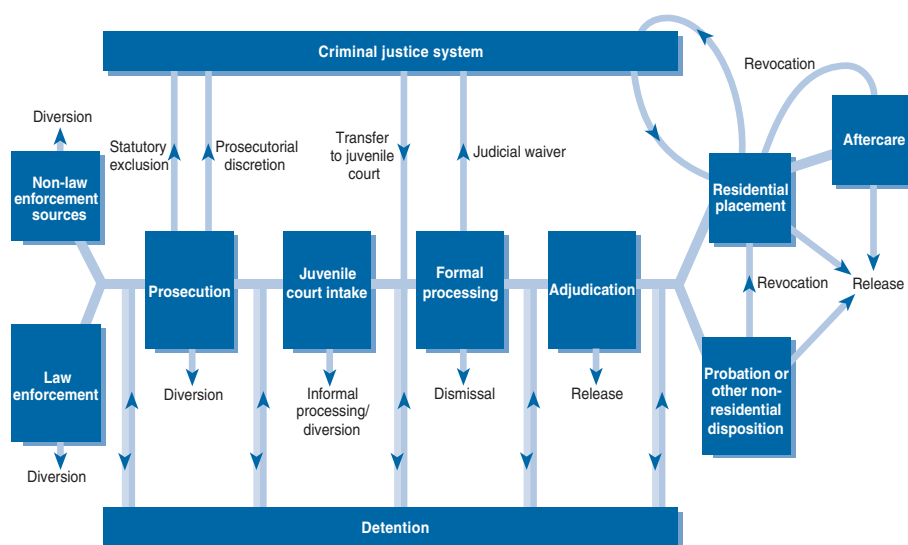 Criminal justice system
Revocation
Diversion
Statutory
exclusion
Prosecutorial
discretion
Transfer
to juvenile
court
Judicial waiver
Aftercare
Non-law
enforcement
sources
Residential
placement
Prosecution
Juvenile
court intake
Formal
processing
Adjudication
Revocation
Release
Law
enforcement
Diversion
Informal
processing/
diversion
Dismissal
Release
Probation or
other non-
residential
disposition
Diversion
Detention